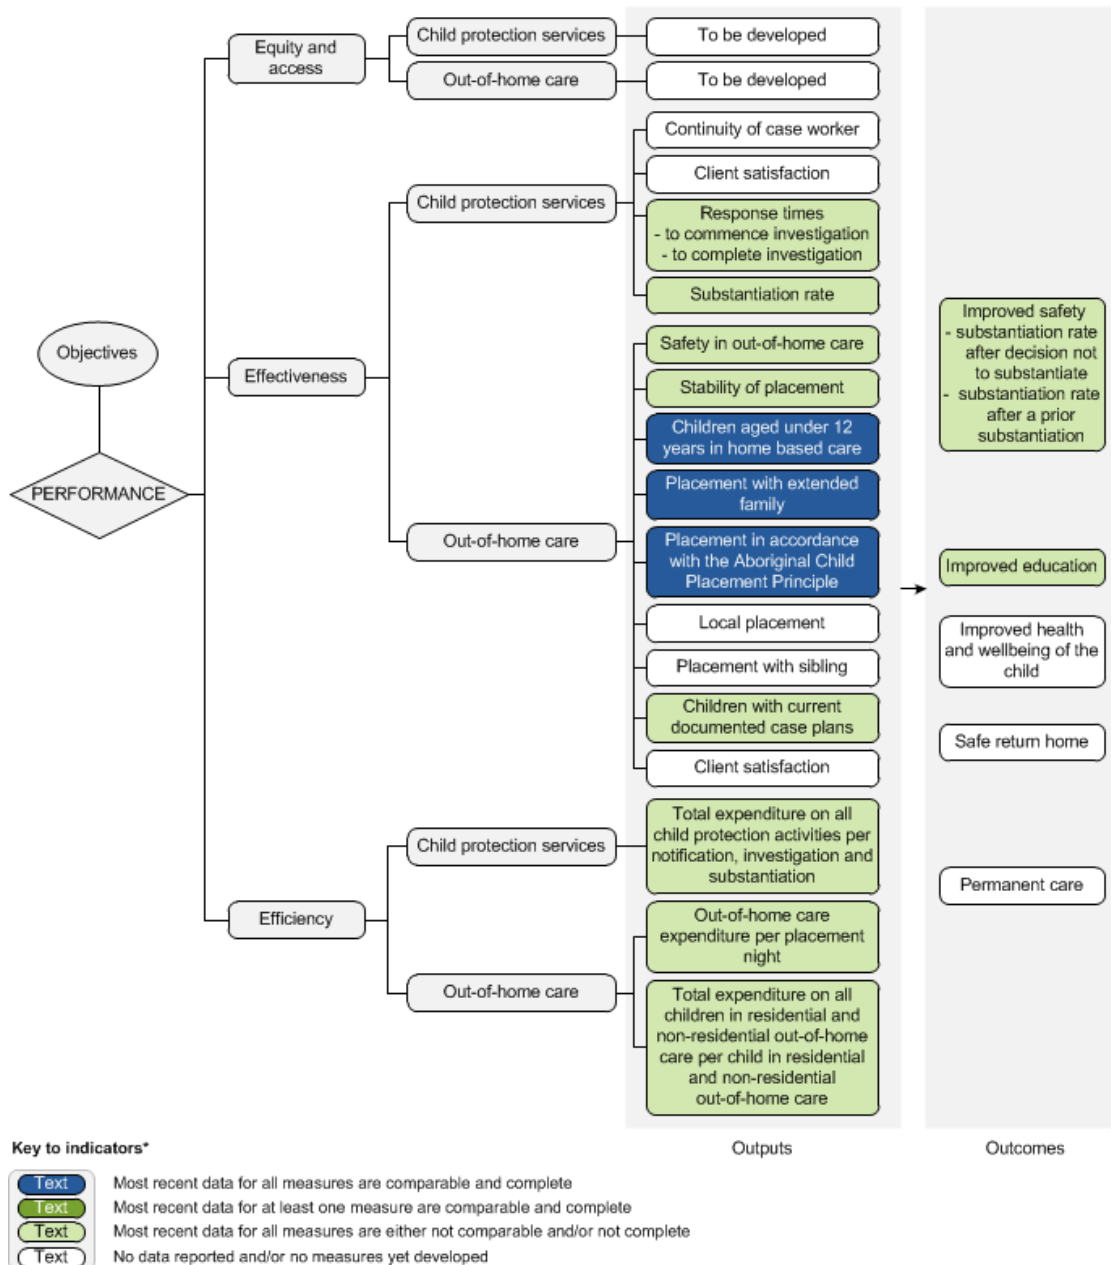 Objectives
PERFORMANCE
Equity and
access
Child protection services
To be developed
Out-of-home care
To be developed
Effectiveness
Child protection services
Continuity of case worker
Client satisfaction
Response times
- to commence investigation
- to complete investigation
Substantiation rate
Out-of-home care
Safety in out-of-home care
Stability of placement
Children aged under 12
years in home based care
Placement with extended
family
Placement in accordance
with the Aboriginal Child
Placement Principle
Local placement
Placement with sibling
Children with current
documented case plans
Client satisfaction
Efficiency
Child protection services
Total expenditure on all
child protection activities per
notification, investigation and
substantiation
Out-of-home care
Out-of-home care
expenditure per placement
night
Total expenditure on all
children in residential and
non-residential out-of-home
care per child in residential
and non-residential
out-of-home care
Improved safety
- substantiation rate
after decision not
to substantiate
- substantiation rate
after a prior
substantiation
Improved education
Improved health
and wellbeing of the
child
Safe return home
Permanent care
Outputs
Outcomes
Key to indicators*
Text Most recent data for all measures are comparable and complete
Text Most recent data for at least one measure are comparable and complete
Text Most recent data for all measures are either not comparable and/or not complete
Text No data reported and/or no measures yet developed